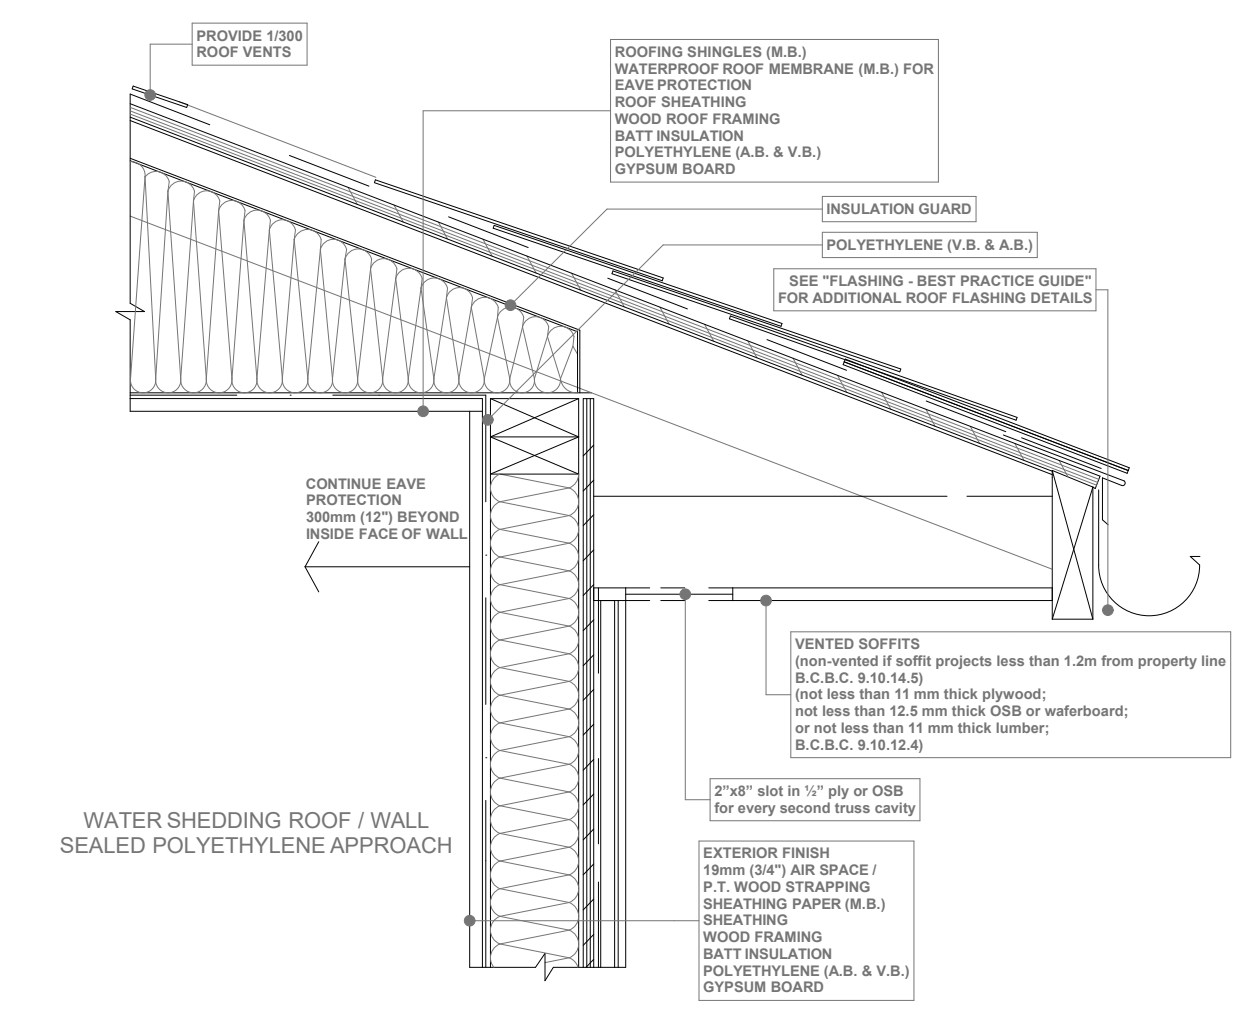 PROVIDE 1/300
ROOF VENTS
ROOFING SHINGLES (M.B.)
WATERPROOF ROOF MEMBRANE (M.B.) FOR
EAVE PROTECTION
ROOF SHEATHING
WOOD ROOF FRAMING
BATT INSULATION
POLYETHYLENE (A.B. & V.B.)
GYPSUM BOARD
INSULATION GUARD
POLYETHYLENE (V.B. & A.B.)
SEE "FLASHING - BEST PRACTICE GUIDE"
FOR ADDITIONAL ROOF FLASHING DETAILS
CONTINUE EAVE
PROTECTION
300mm (12") BEYOND
INSIDE FACE OF WALL
VENTED SOFFITS
(non-vented if soffit projects less than 1.2m from property line
B.C.B.C. 9.10.14.5)
(not less than 11 mm thick plywood;
not less than 12.5 mm thick OSB or waferboard;
or not less than 11 mm thick lumber;
B.C.B.C. 9.10.12.4)
2”x8” slot in ½” ply or OSB
for every second truss cavity
WATER SHEDDING ROOF / WALL
SEALED POLYETHYLENE APPROACH
EXTERIOR FINISH
19mm (3/4") AIR SPACE /
P.T. WOOD STRAPPING
SHEATHING PAPER (M.B.)
SHEATHING
WOOD FRAMING
BATT INSULATION
POLYETHYLENE (A.B. & V.B.)
GYPSUM BOARD